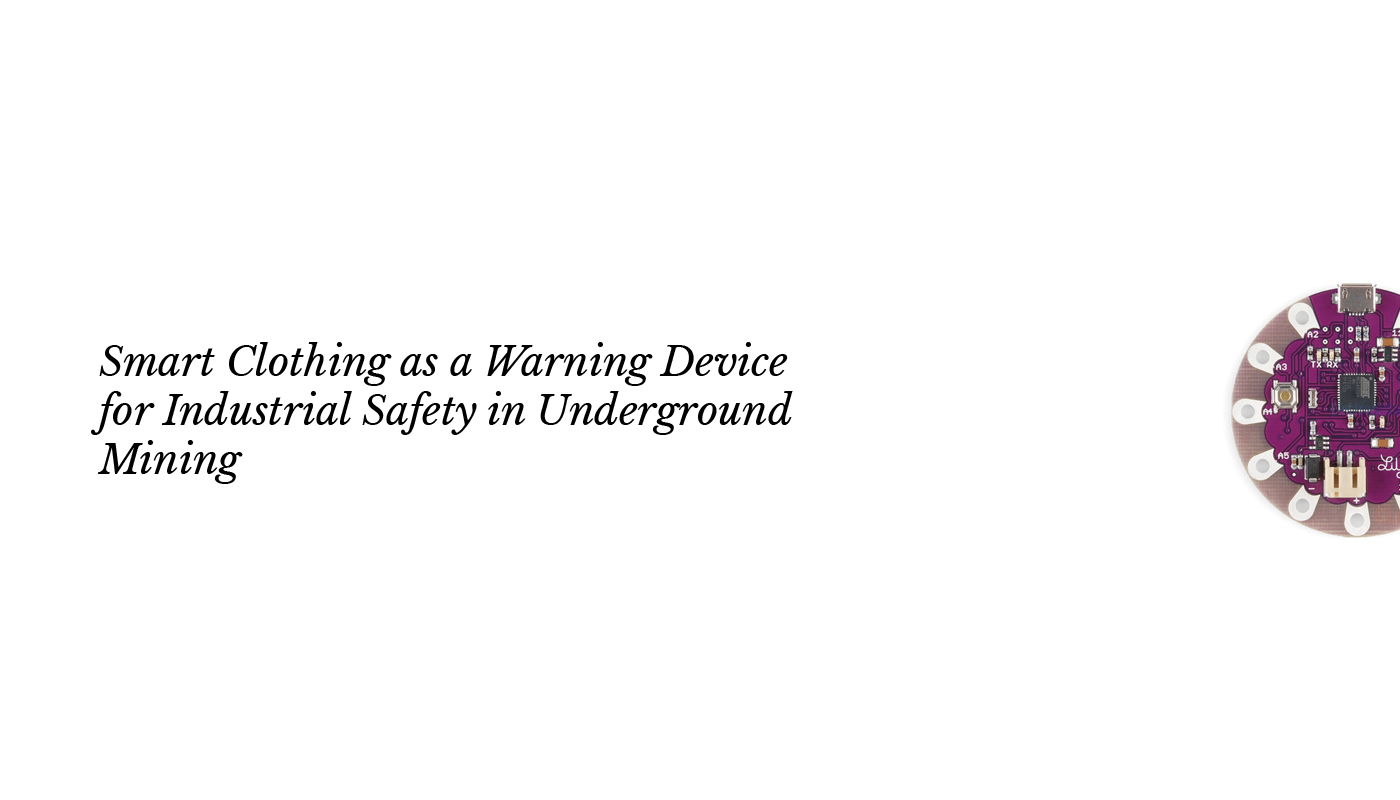 Smart Clothing as a Warning Device
for Industrial Safety in Underground
Mining
A2
A3
TX RX
A4
A5